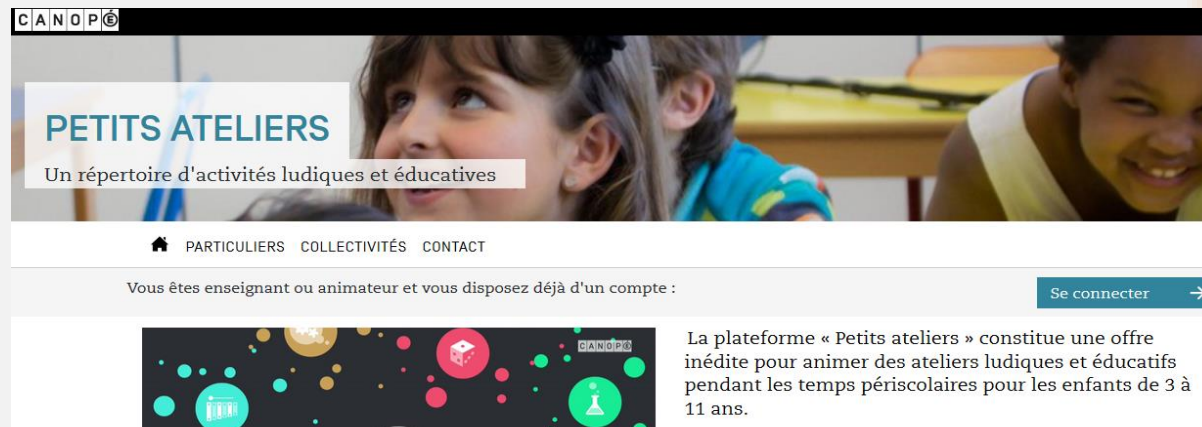 CANOPÉ
PETITS ATELIERS
Un répertoire d'activités ludiques et éducatives
PARTICULIERS COLLECTIVITÉS CONTACT
Vous êtes enseignant ou animateur et vous disposez déjà d'un compte :
Se connecter
CANOPÉ
La plateforme « Petits ateliers » constitue une offre
inédite pour animer des ateliers ludiques et éducatifs
pendant les temps périscolaires pour les enfants de 3 à
11 ans.